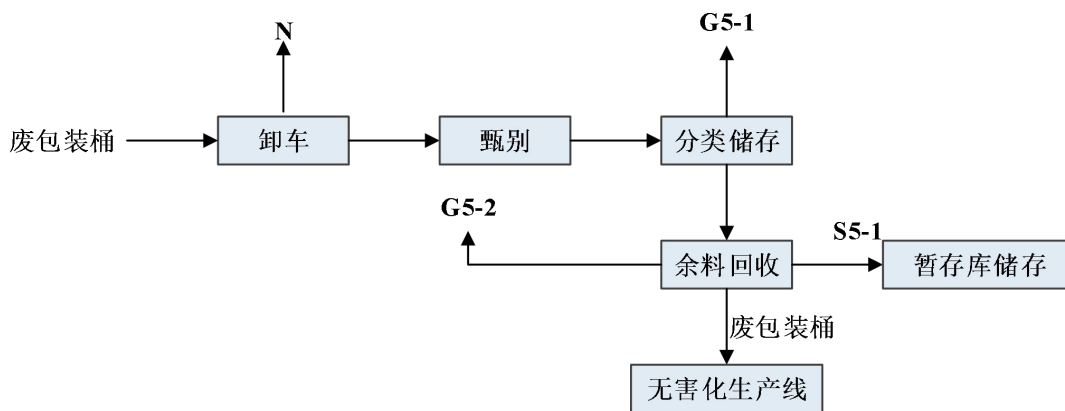 N
G5-1
废包装桶
卸车
甄别
分类储存
G5-2
S5-1
余料回收
暂存库储存
废包装桶
无害化生产线